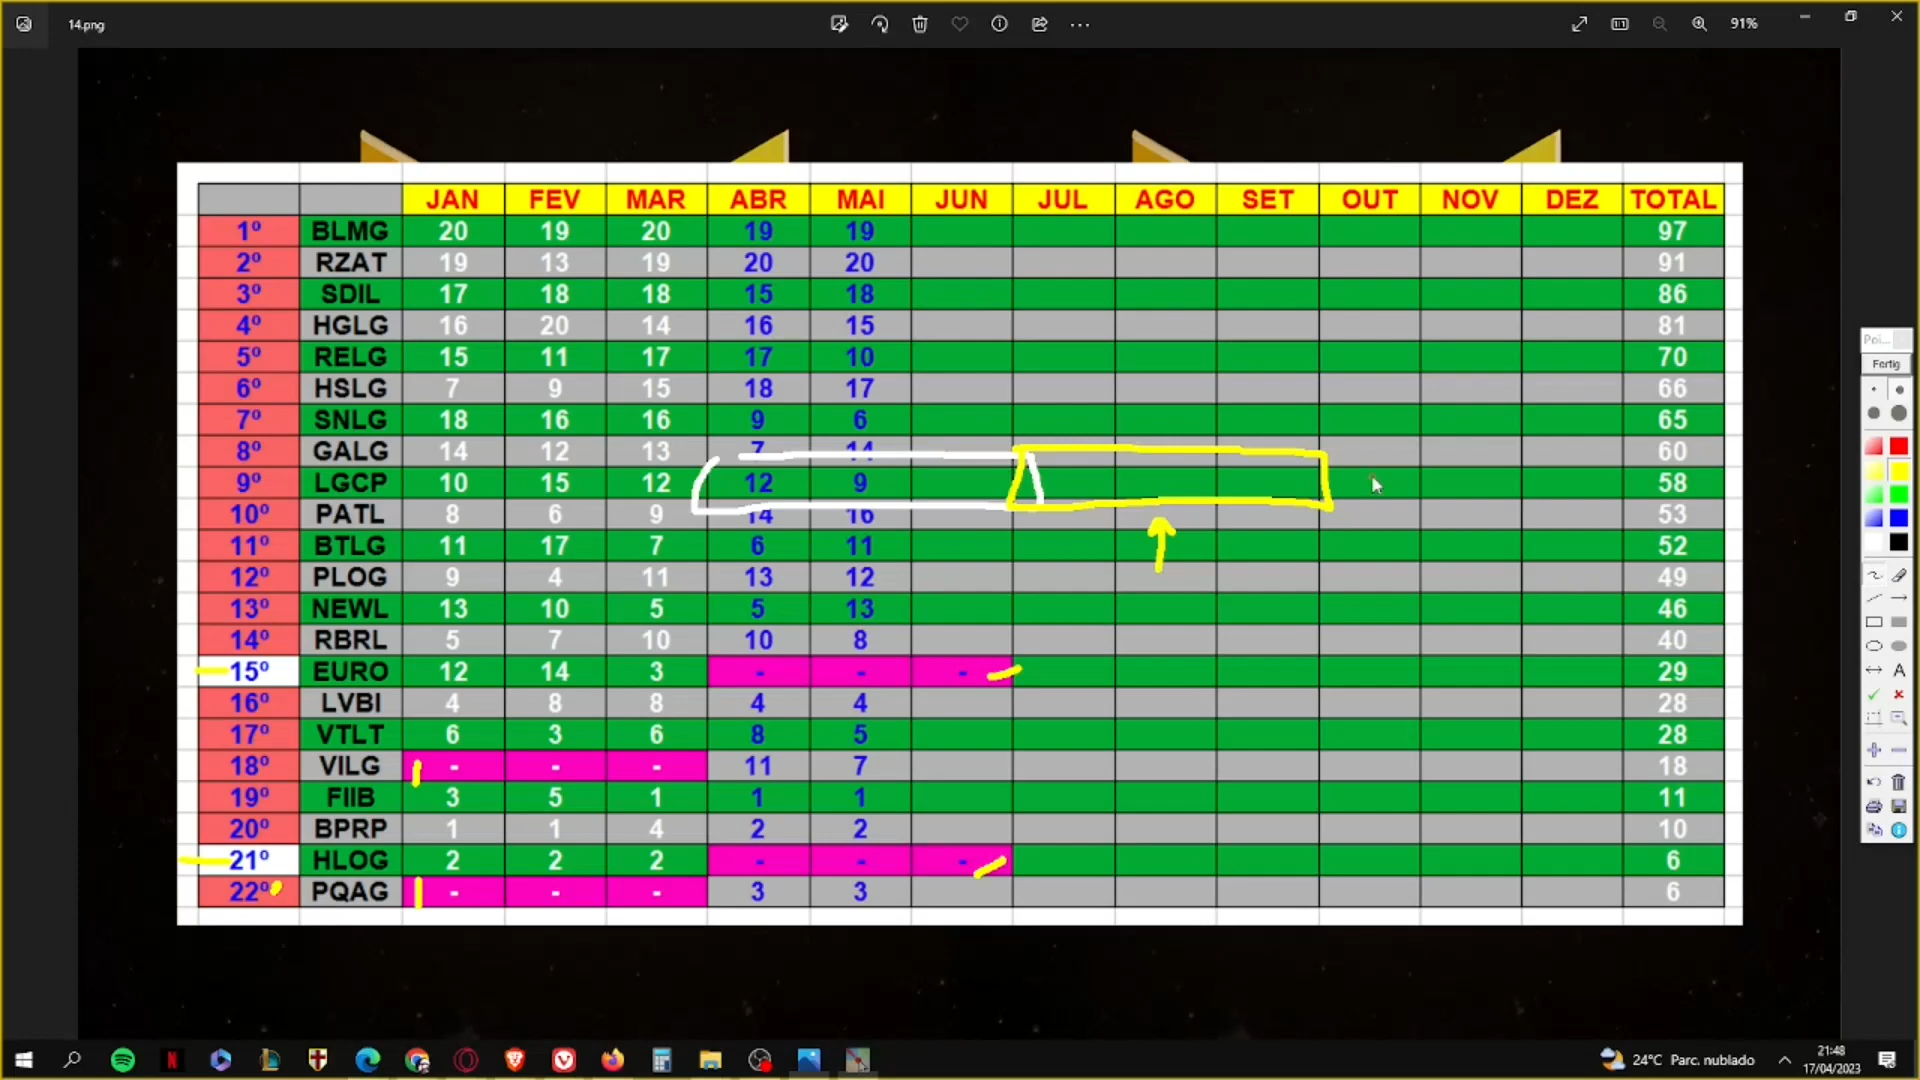 14.png
91%
JAN FEV MAR ABR MAI JUN JUL AGO SET OUT NOV DEZ TOTAL
1º BLMG 20 19 20 19 19 97
2º RZAT 19 13 19 20 20 91
3º SDIL 17 18 18 15 18 86
4º HGLG 16 20 14 16 15 81
5º RELG 15 11 17 17 10 70
6º HSLG 7 9 15 18 17 66
7º SNLG 18 16 16 9 6 65
8º GALG 14 12 13 7 14 60
9º LGCP 10 15 12 12 9 58
10º PATL 8 6 9 14 16 53
11º BTLG 11 17 7 6 11 52
12º PLOG 9 4 11 13 12 49
13º NEWL 13 10 5 5 13 46
14º RBRL 5 7 10 10 8 40
15º EURO 12 14 3 - - - 29
16º LVBI 4 8 8 4 4 28
17º VTLT 6 3 6 8 5 28
18º VILG - - - 11 7 18
19º FIIB 3 5 1 1 1 11
20º BPRP 1 1 4 2 2 10
21º HLOG 2 2 2 - - - 6
22º PQAG - - - 3 3 6
Poi...
Fertig
A
24°C Parc. nublado
21:48
17/04/2023